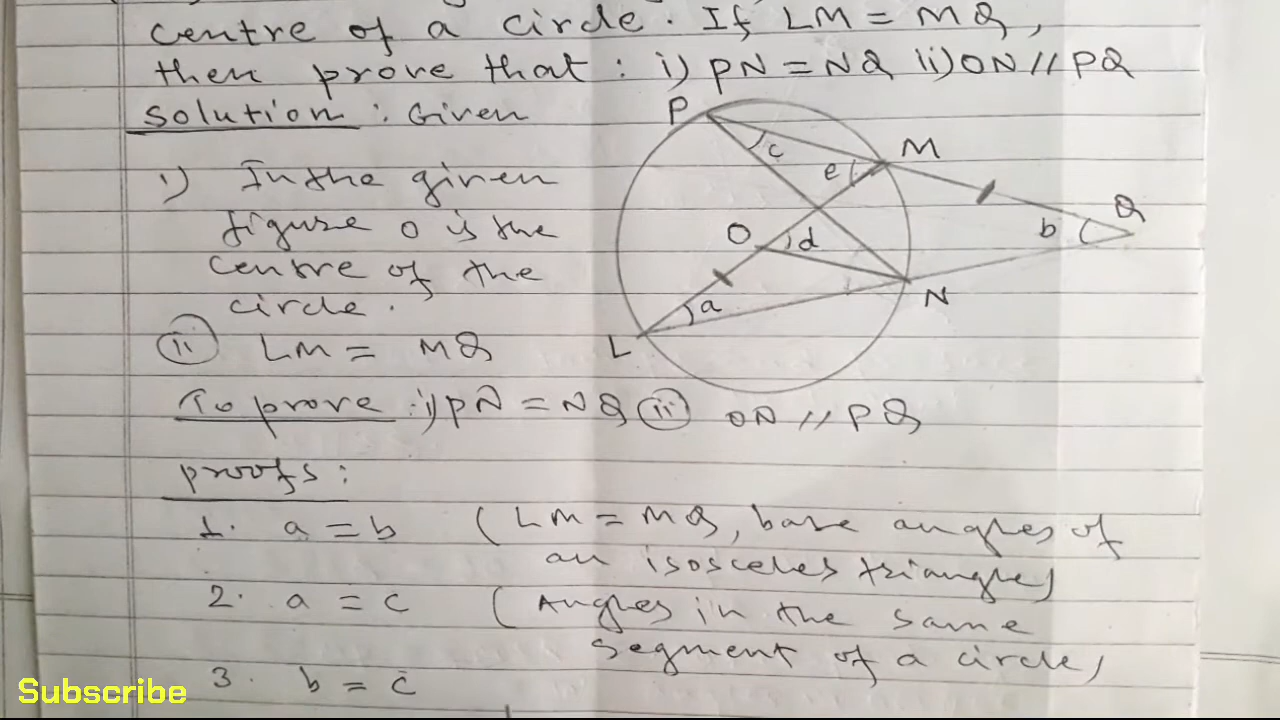 centre of a circle. If LM = MQ,
then prove that : i) PN = NQ ii) ON // PQ
solution : Given
i) In the given
figure O is the
centre of the
circle.
ii LM = MQ
To prove : i) PN = NQ ii ON // PQ
proofs :
1. a = b (LM = MQ, base angles of
an isosceles triangle)
2. a = c (Angles in the same
segment of a circle)
3. b = c
P
c
e
M
O
d
b
Q
a
N
L
Subscribe